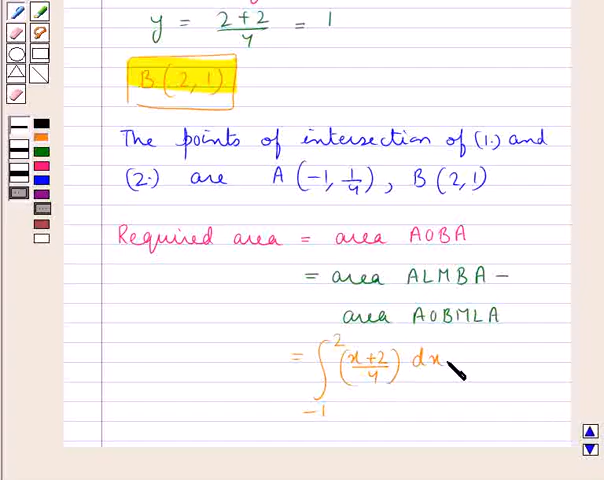 y = (2+2)/4 = 1
B(2,1)
The points of intersection of (1.) and
(2.) are A(-1, 1/4), B(2,1)
Required area = area AOBA
= area ALMBA -
area AOBMLA
= ∫_{-1}^{2} ((x+2)/4) dx